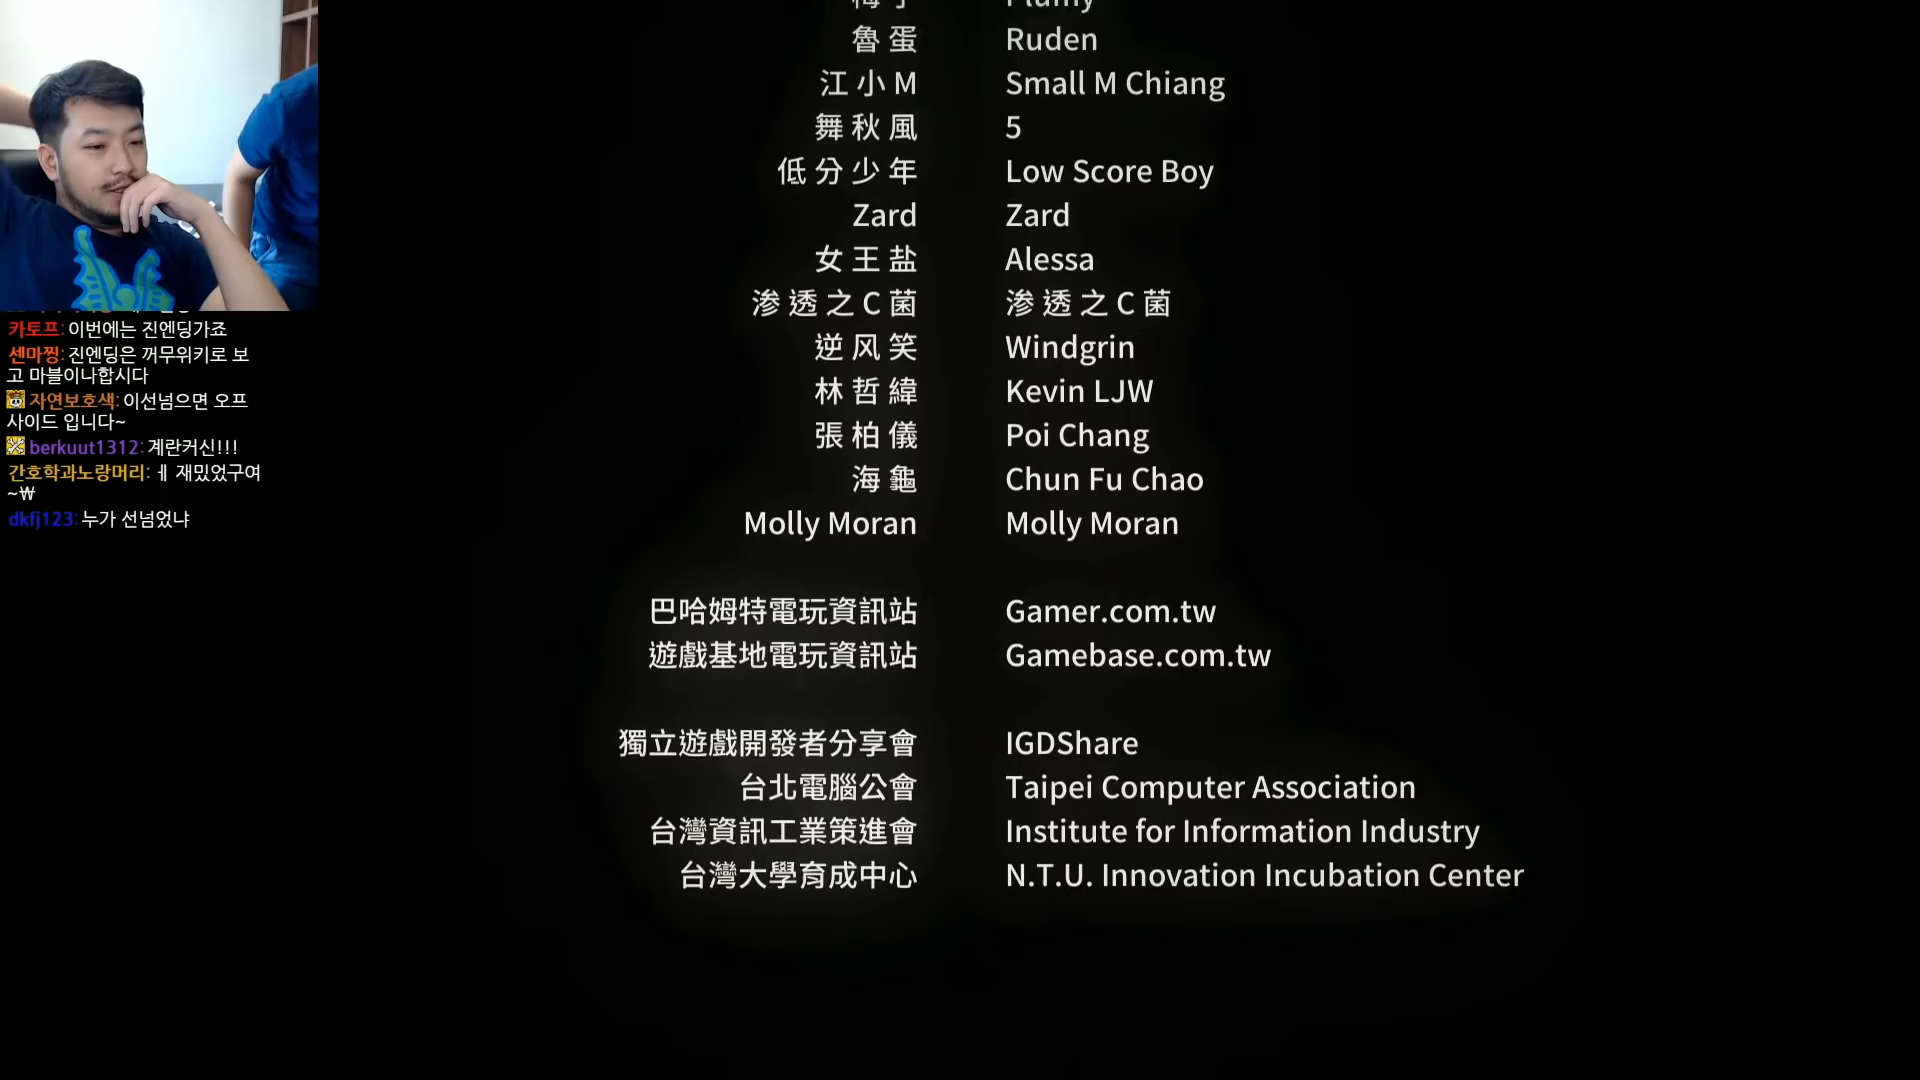 Plumy
魯蛋 Ruden
江小M Small M Chiang
舞秋風 5
低分少年 Low Score Boy
Zard Zard
女王盐 Alessa
渗透之C菌 渗透之C菌
逆风笑 Windgrin
林哲緯 Kevin LJW
張柏儀 Poi Chang
海龜 Chun Fu Chao
Molly Moran Molly Moran
巴哈姆特電玩資訊站 Gamer.com.tw
遊戲基地電玩資訊站 Gamebase.com.tw
獨立遊戲開發者分享會 IGDShare
台北電腦公會 Taipei Computer Association
台灣資訊工業策進會 Institute for Information Industry
台灣大學育成中心 N.T.U. Innovation Incubation Center
카토프: 이번에는 진엔딩가죠
센마찡: 진엔딩은 꺼무위키로 보
고 마블이나합시다
자연보호색: 이선넘으면 오프
사이드 입니다~
berkuut1312: 계란커신!!!
간호학과노랑머리: ㅔ 재밌었구여
~₩
dkfj123: 누가 선넘었냐